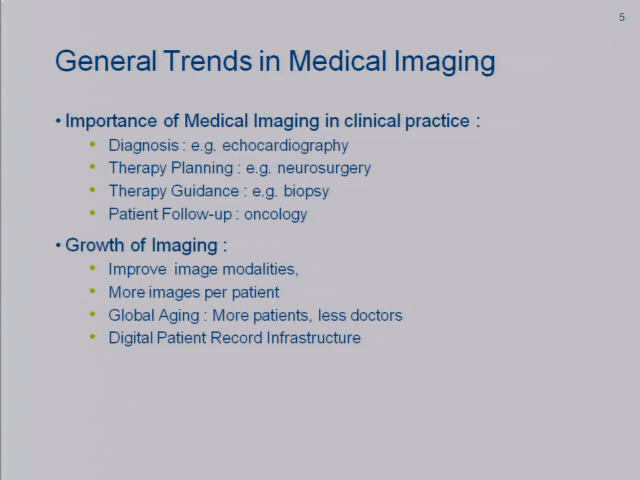 5
General Trends in Medical Imaging
• Importance of Medical Imaging in clinical practice :
• Diagnosis : e.g. echocardiography
• Therapy Planning : e.g. neurosurgery
• Therapy Guidance : e.g. biopsy
• Patient Follow-up : oncology
• Growth of Imaging :
• Improve image modalities,
• More images per patient
• Global Aging : More patients, less doctors
• Digital Patient Record Infrastructure